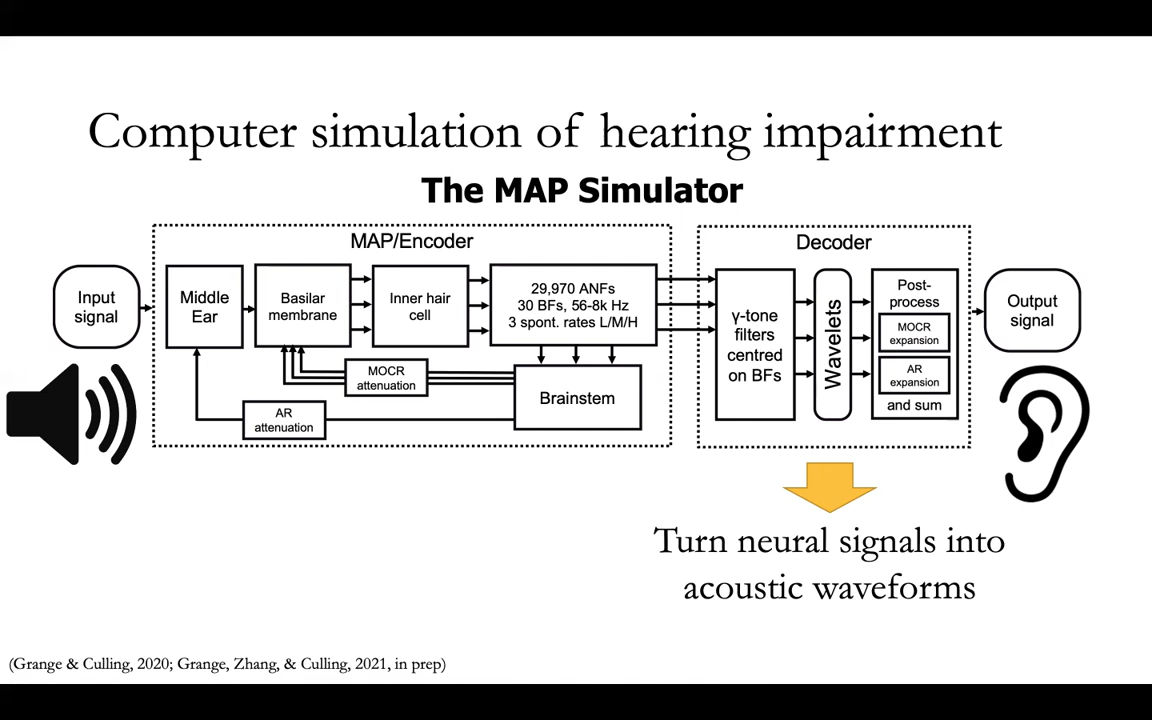 Computer simulation of hearing impairment
The MAP Simulator
MAP/Encoder
Decoder
Input
signal
Middle
Ear
Basilar
membrane
Inner hair
cell
29,970 ANFs
30 BFs, 56-8k Hz
3 spont. rates L/M/H
MOCR
attenuation
Brainstem
AR
attenuation
γ-tone
filters
centred
on BFs
Wavelets
Post-
process
MOCR
expansion
AR
expansion
and sum
Output
signal
Turn neural signals into
acoustic waveforms
(Grange & Culling, 2020; Grange, Zhang, & Culling, 2021, in prep)